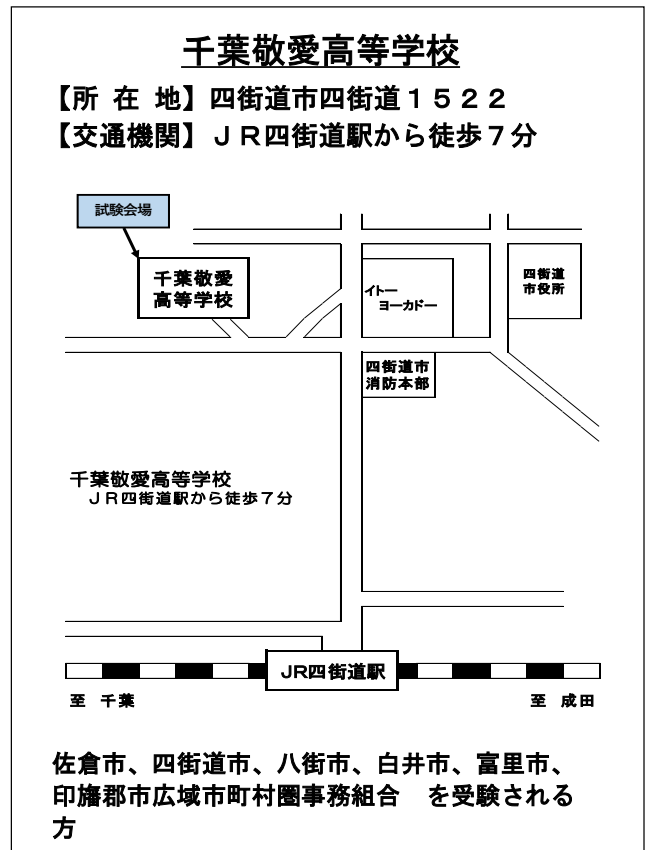 千葉敬愛高等学校
【所 在 地】四街道市四街道１５２２
【交通機関】ＪＲ四街道駅から徒歩７分
試験会場
千葉敬愛
高等学校
イトー
ヨーカドー
四街道
市役所
四街道市
消防本部
千葉敬愛高等学校
ＪＲ四街道駅から徒歩７分
JR四街道駅
至 千葉
至 成田
佐倉市、四街道市、八街市、白井市、富里市、
印旛郡市広域市町村圏事務組合　を受験される
方